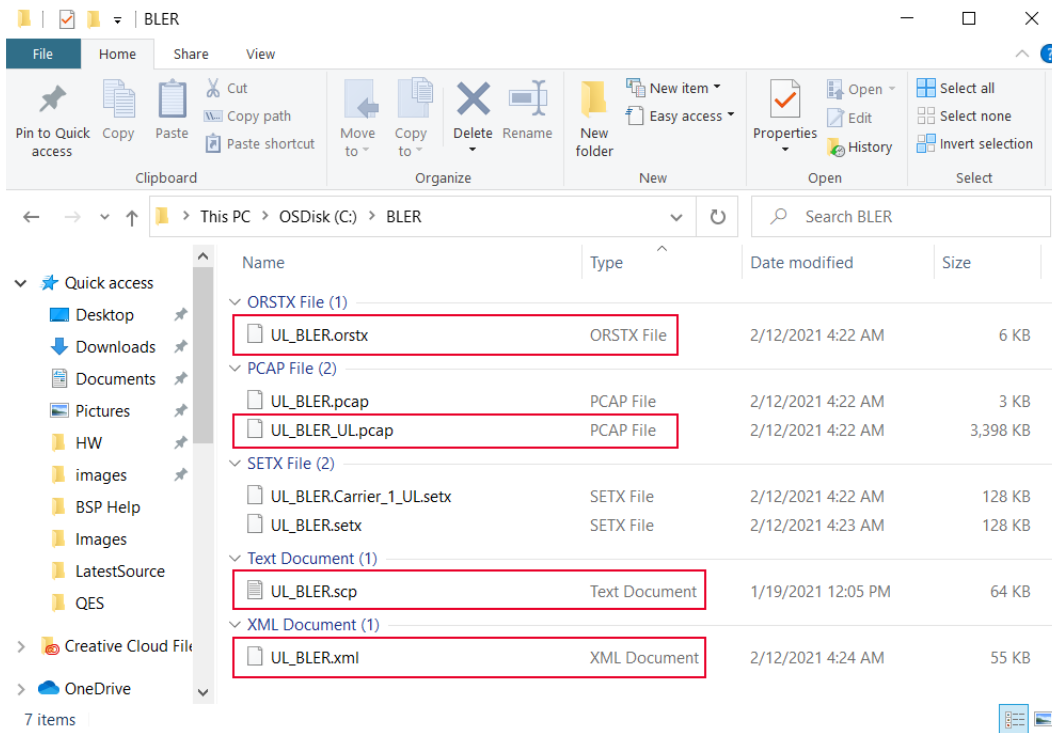 BLER
File Home Share View
Pin to Quick access
Copy
Paste
Cut
Copy path
Paste shortcut
Clipboard
Move to
Copy to
Delete
Rename
Organize
New folder
New item
Easy access
New
Properties
Open
Edit
History
Open
Select all
Select none
Invert selection
Select
This PC > OSDisk (C:) > BLER
Search BLER
Quick access
Desktop
Downloads
Documents
Pictures
HW
images
BSP Help
Images
LatestSource
QES
Creative Cloud File
OneDrive
Name Type Date modified Size
ORSTX File (1)
UL_BLER.orstx ORSTX File 2/12/2021 4:22 AM 6 KB
PCAP File (2)
UL_BLER.pcap PCAP File 2/12/2021 4:22 AM 3 KB
UL_BLER_UL.pcap PCAP File 2/12/2021 4:22 AM 3,398 KB
SETX File (2)
UL_BLER.Carrier_1_UL.setx SETX File 2/12/2021 4:22 AM 128 KB
UL_BLER.setx SETX File 2/12/2021 4:23 AM 128 KB
Text Document (1)
UL_BLER.scp Text Document 1/19/2021 12:05 PM 64 KB
XML Document (1)
UL_BLER.xml XML Document 2/12/2021 4:24 AM 55 KB
7 items